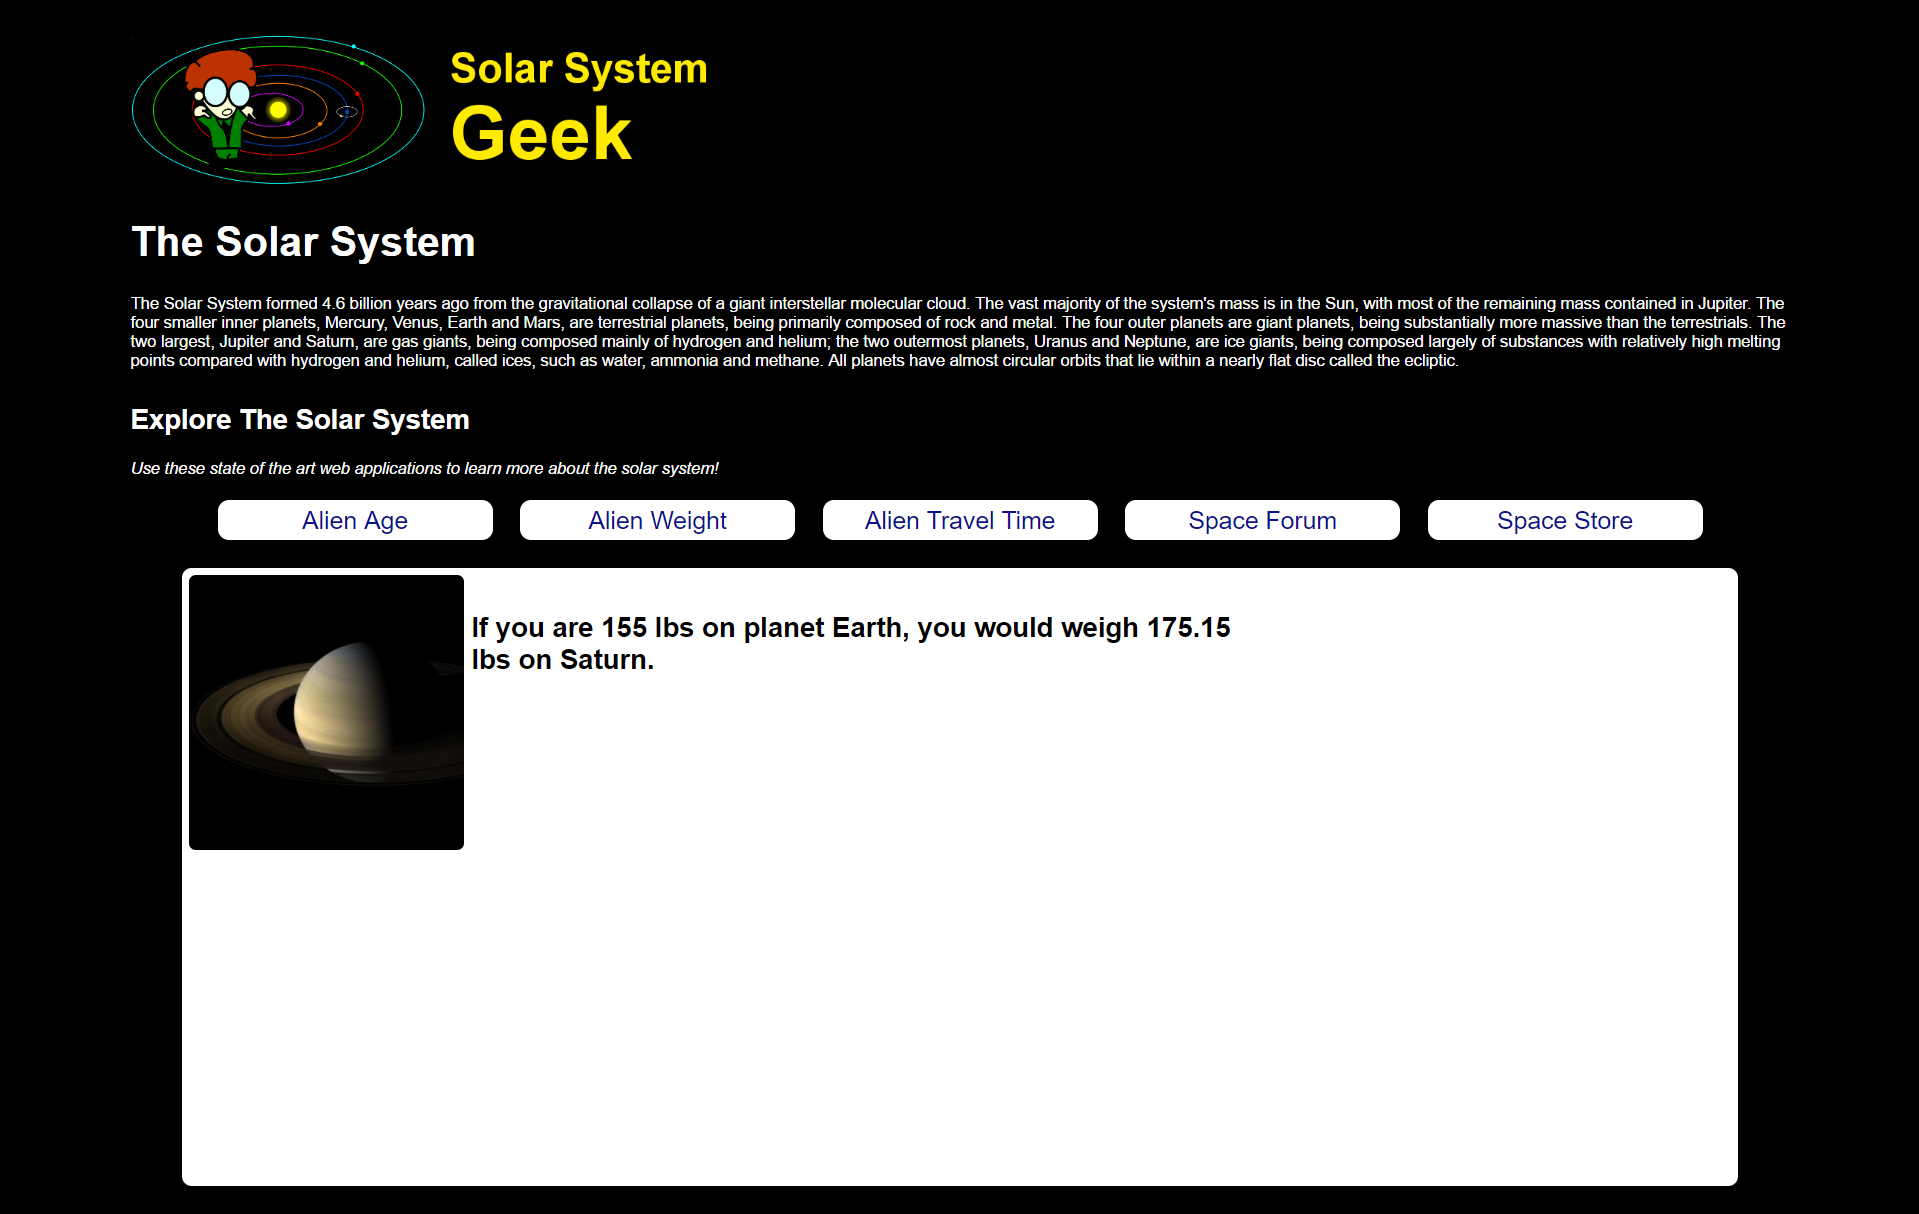 Solar System
Geek
The Solar System
The Solar System formed 4.6 billion years ago from the gravitational collapse of a giant interstellar molecular cloud. The vast majority of the system's mass is in the Sun, with most of the remaining mass contained in Jupiter. The
four smaller inner planets, Mercury, Venus, Earth and Mars, are terrestrial planets, being primarily composed of rock and metal. The four outer planets are giant planets, being substantially more massive than the terrestrials. The
two largest, Jupiter and Saturn, are gas giants, being composed mainly of hydrogen and helium; the two outermost planets, Uranus and Neptune, are ice giants, being composed largely of substances with relatively high melting
points compared with hydrogen and helium, called ices, such as water, ammonia and methane. All planets have almost circular orbits that lie within a nearly flat disc called the ecliptic.
Explore The Solar System
Use these state of the art web applications to learn more about the solar system!
Alien Age
Alien Weight
Alien Travel Time
Space Forum
Space Store
If you are 155 lbs on planet Earth, you would weigh 175.15
lbs on Saturn.